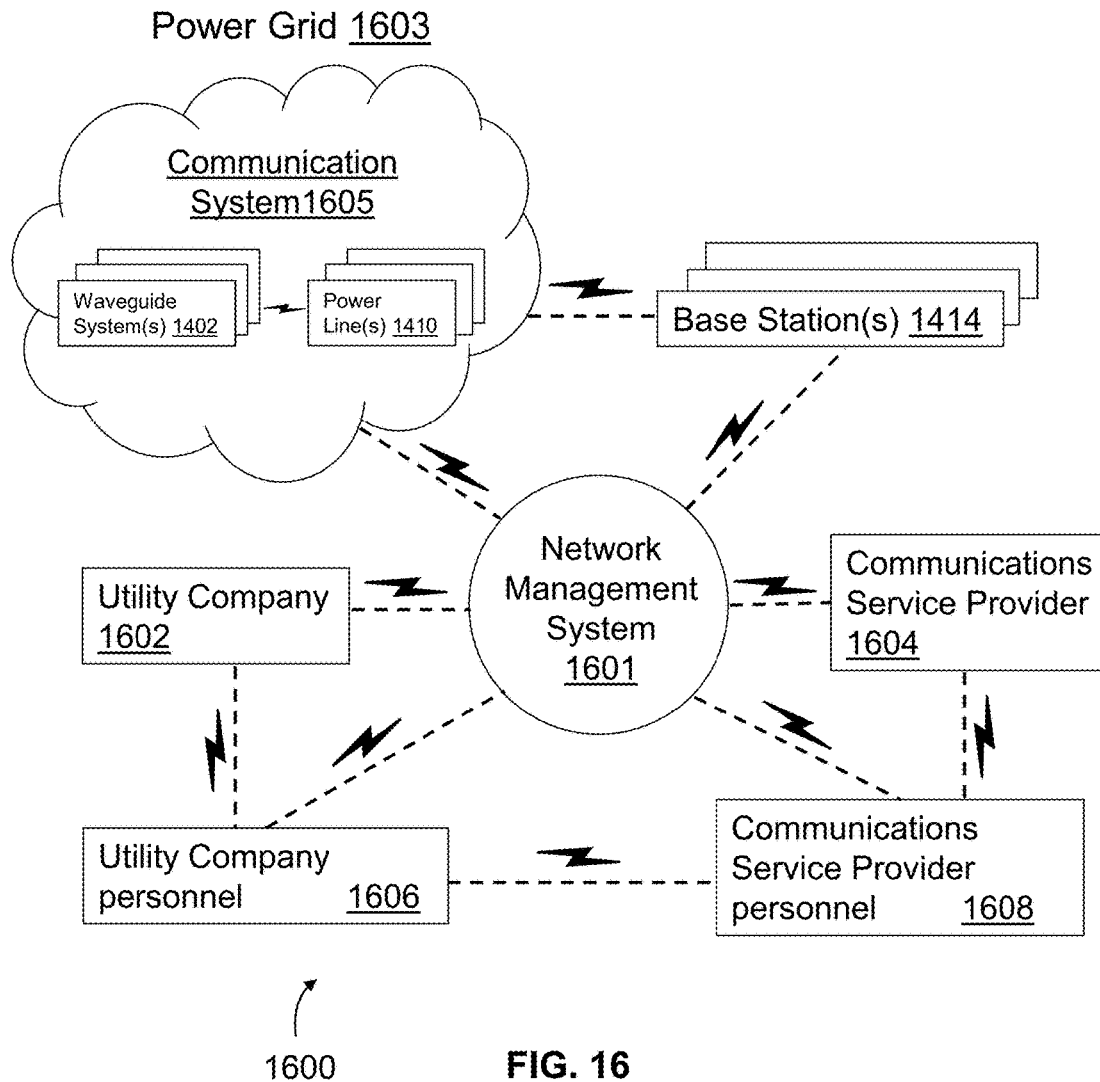 Power Grid 1603
Communication
System1605
Waveguide
System(s) 1402
Power
Line(s) 1410
Base Station(s) 1414
Network
Management
System
1601
Utility Company
1602
Communications
Service Provider
1604
Utility Company
personnel 1606
Communications
Service Provider
personnel 1608
1600
FIG. 16